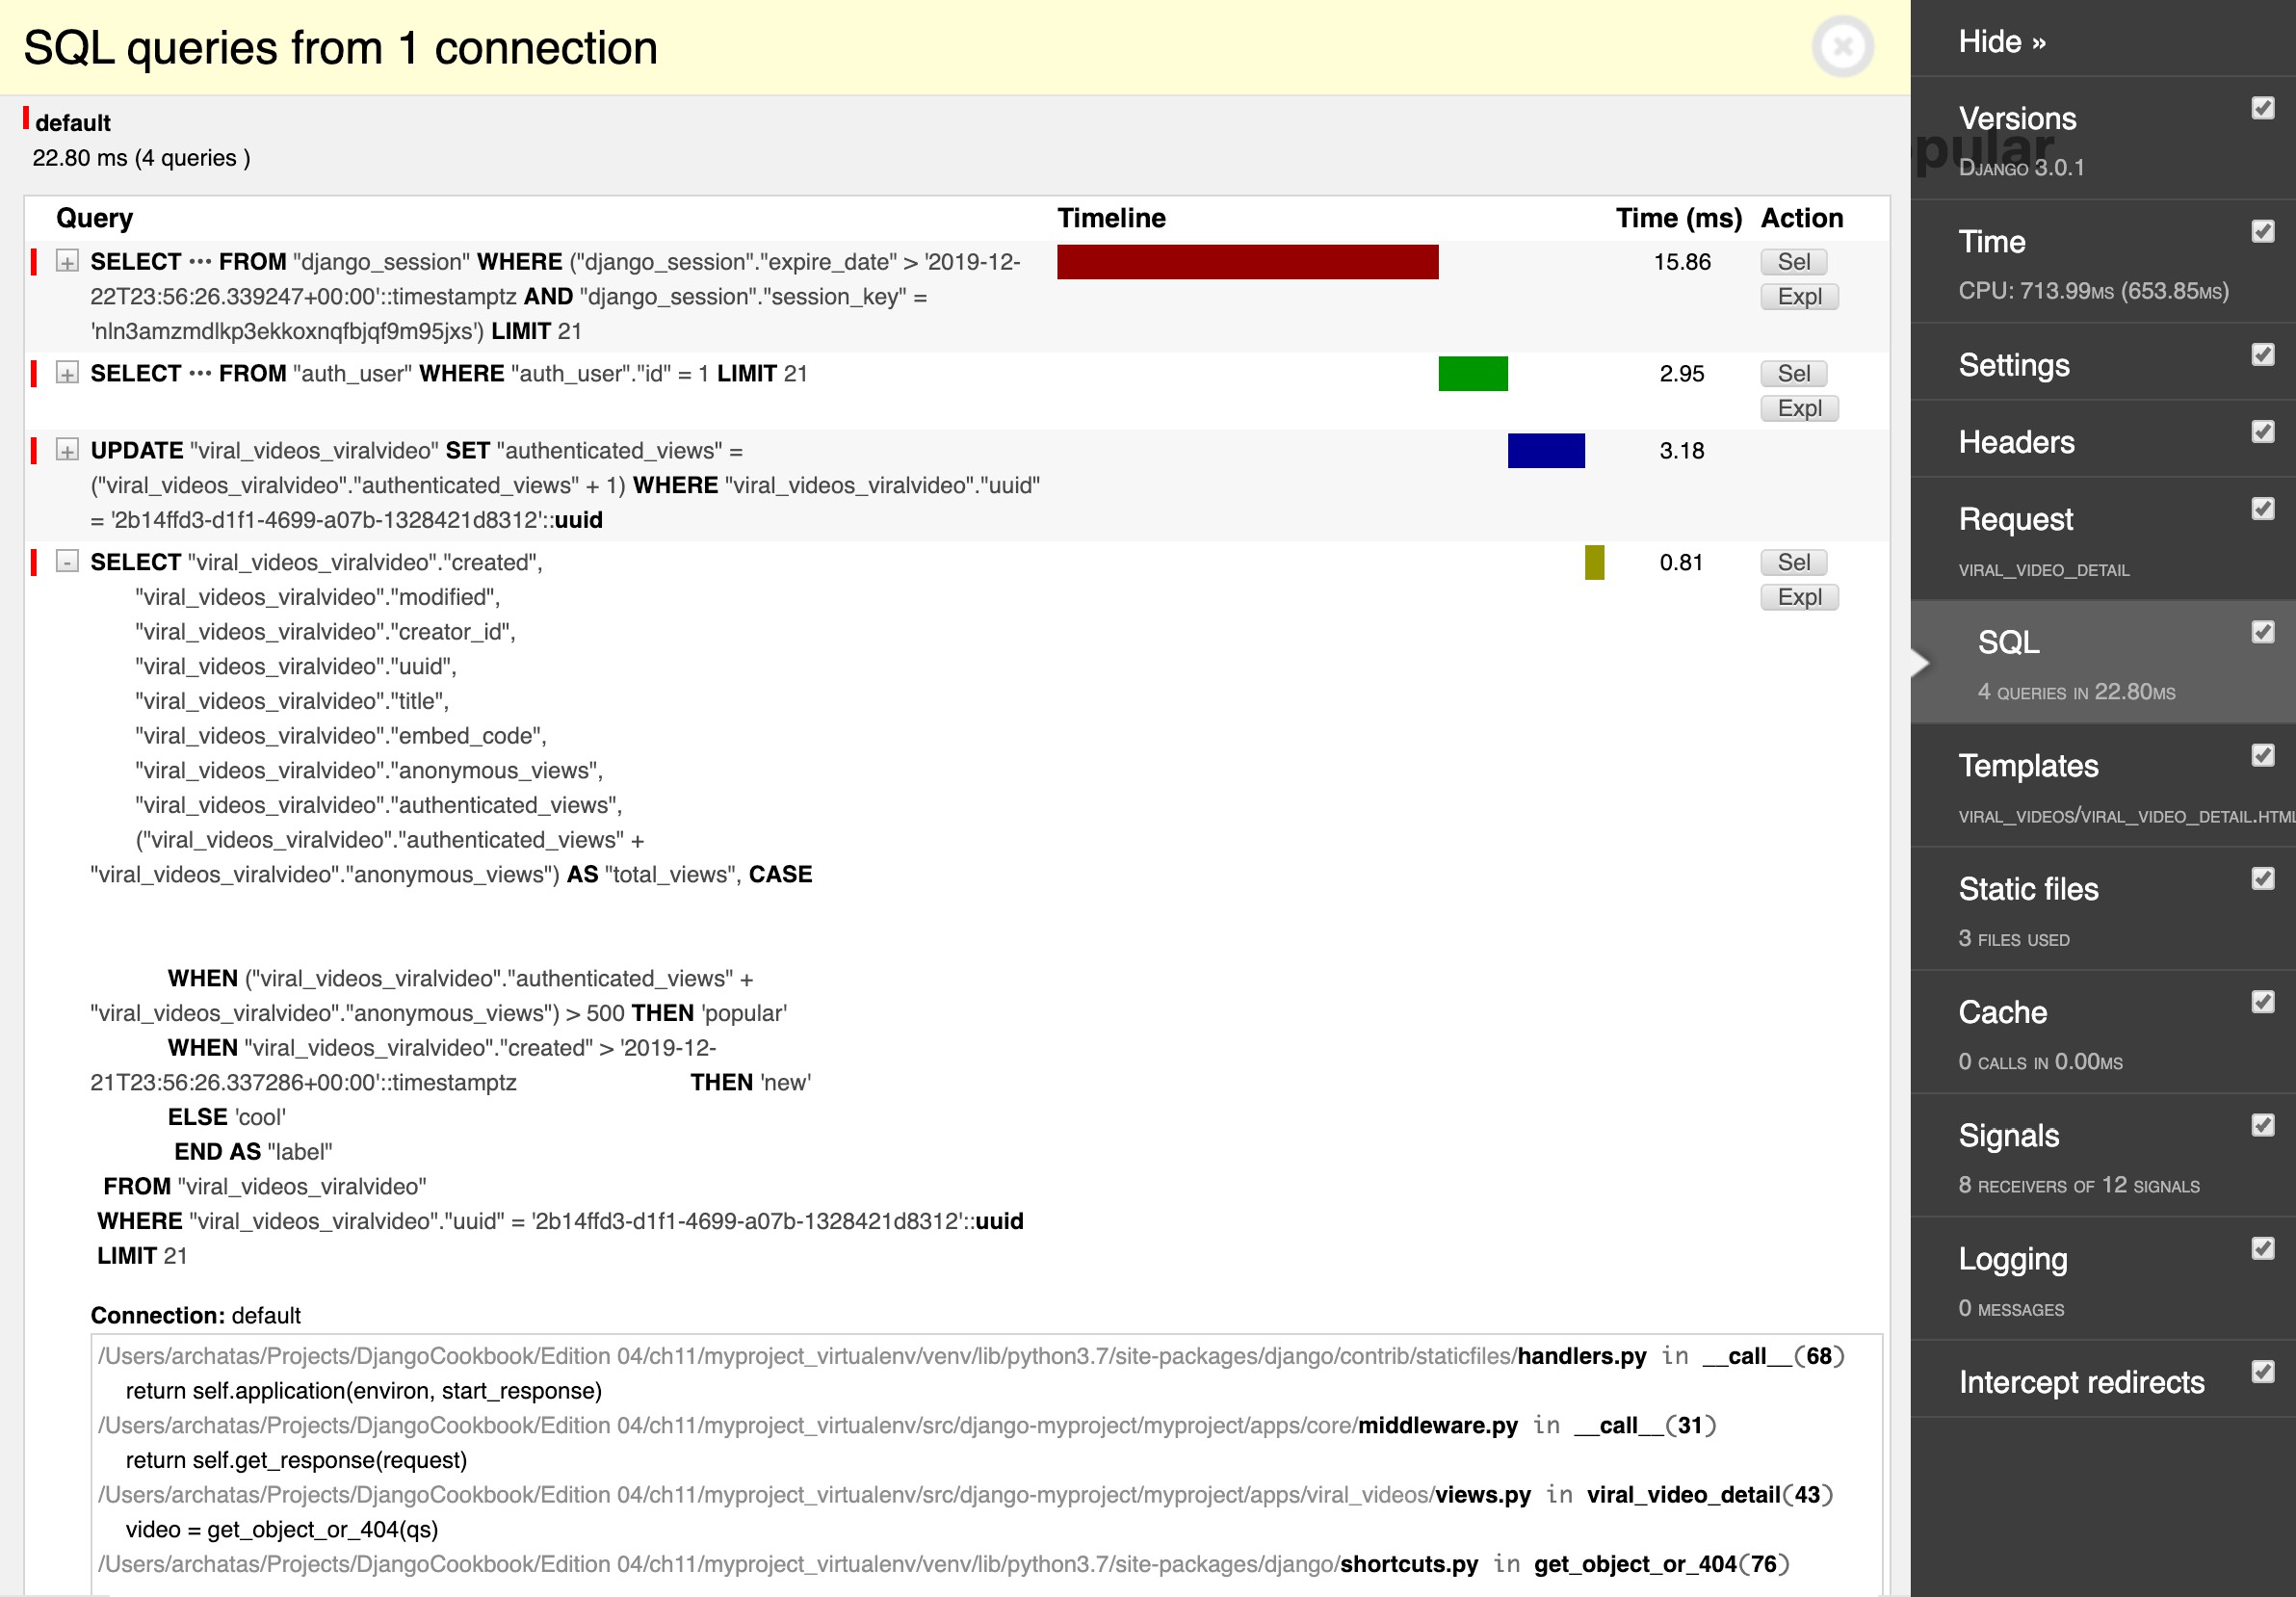 SQL queries from 1 connection
default
22.80 ms (4 queries )
Query Timeline Time (ms) Action
SELECT ••• FROM "django_session" WHERE ("django_session"."expire_date" > '2019-12-
22T23:56:26.339247+00:00'::timestamptz AND "django_session"."session_key" =
'nln3amzmdlkp3ekkoxnqfbjqf9m95jxs') LIMIT 21
15.86 Sel
Expl
SELECT ••• FROM "auth_user" WHERE "auth_user"."id" = 1 LIMIT 21
2.95 Sel
Expl
UPDATE "viral_videos_viralvideo" SET "authenticated_views" =
("viral_videos_viralvideo"."authenticated_views" + 1) WHERE "viral_videos_viralvideo"."uuid"
= '2b14ffd3-d1f1-4699-a07b-1328421d8312'::uuid
3.18
SELECT "viral_videos_viralvideo"."created",
"viral_videos_viralvideo"."modified",
"viral_videos_viralvideo"."creator_id",
"viral_videos_viralvideo"."uuid",
"viral_videos_viralvideo"."title",
"viral_videos_viralvideo"."embed_code",
"viral_videos_viralvideo"."anonymous_views",
"viral_videos_viralvideo"."authenticated_views",
("viral_videos_viralvideo"."authenticated_views" +
"viral_videos_viralvideo"."anonymous_views") AS "total_views", CASE
WHEN ("viral_videos_viralvideo"."authenticated_views" +
"viral_videos_viralvideo"."anonymous_views") > 500 THEN 'popular'
WHEN "viral_videos_viralvideo"."created" > '2019-12-
21T23:56:26.337286+00:00'::timestamptz THEN 'new'
ELSE 'cool'
END AS "label"
FROM "viral_videos_viralvideo"
WHERE "viral_videos_viralvideo"."uuid" = '2b14ffd3-d1f1-4699-a07b-1328421d8312'::uuid
LIMIT 21
0.81 Sel
Expl
Connection: default
/Users/archatas/Projects/DjangoCookbook/Edition 04/ch11/myproject_virtualenv/venv/lib/python3.7/site-packages/django/contrib/staticfiles/handlers.py in __call__(68)
return self.application(environ, start_response)
/Users/archatas/Projects/DjangoCookbook/Edition 04/ch11/myproject_virtualenv/src/django-myproject/myproject/apps/core/middleware.py in __call__(31)
return self.get_response(request)
/Users/archatas/Projects/DjangoCookbook/Edition 04/ch11/myproject_virtualenv/src/django-myproject/myproject/apps/viral_videos/views.py in viral_video_detail(43)
video = get_object_or_404(qs)
/Users/archatas/Projects/DjangoCookbook/Edition 04/ch11/myproject_virtualenv/venv/lib/python3.7/site-packages/django/shortcuts.py in get_object_or_404(76)
Hide »
Versions
pular
Django 3.0.1
Time
CPU: 713.99ms (653.85ms)
Settings
Headers
Request
viral_video_detail
SQL
4 queries in 22.80ms
Templates
viral_videos/viral_video_detail.html
Static files
3 files used
Cache
0 calls in 0.00ms
Signals
8 receivers of 12 signals
Logging
0 messages
Intercept redirects